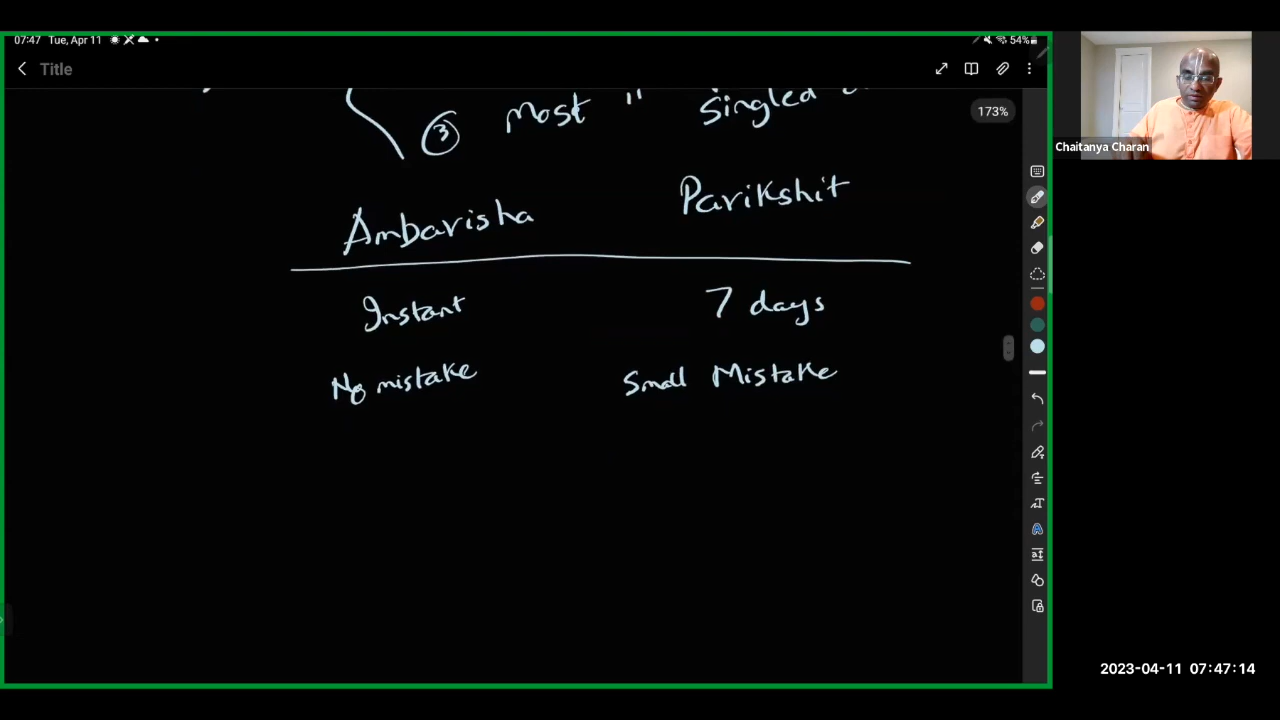 07:47 Tue, Apr 11
54%
Title
173%
③ Most " singled
Ambarisha Parikshit
Instant 7 days
No mistake Small Mistake
Chaitanya Charan
2023-04-11 07:47:14